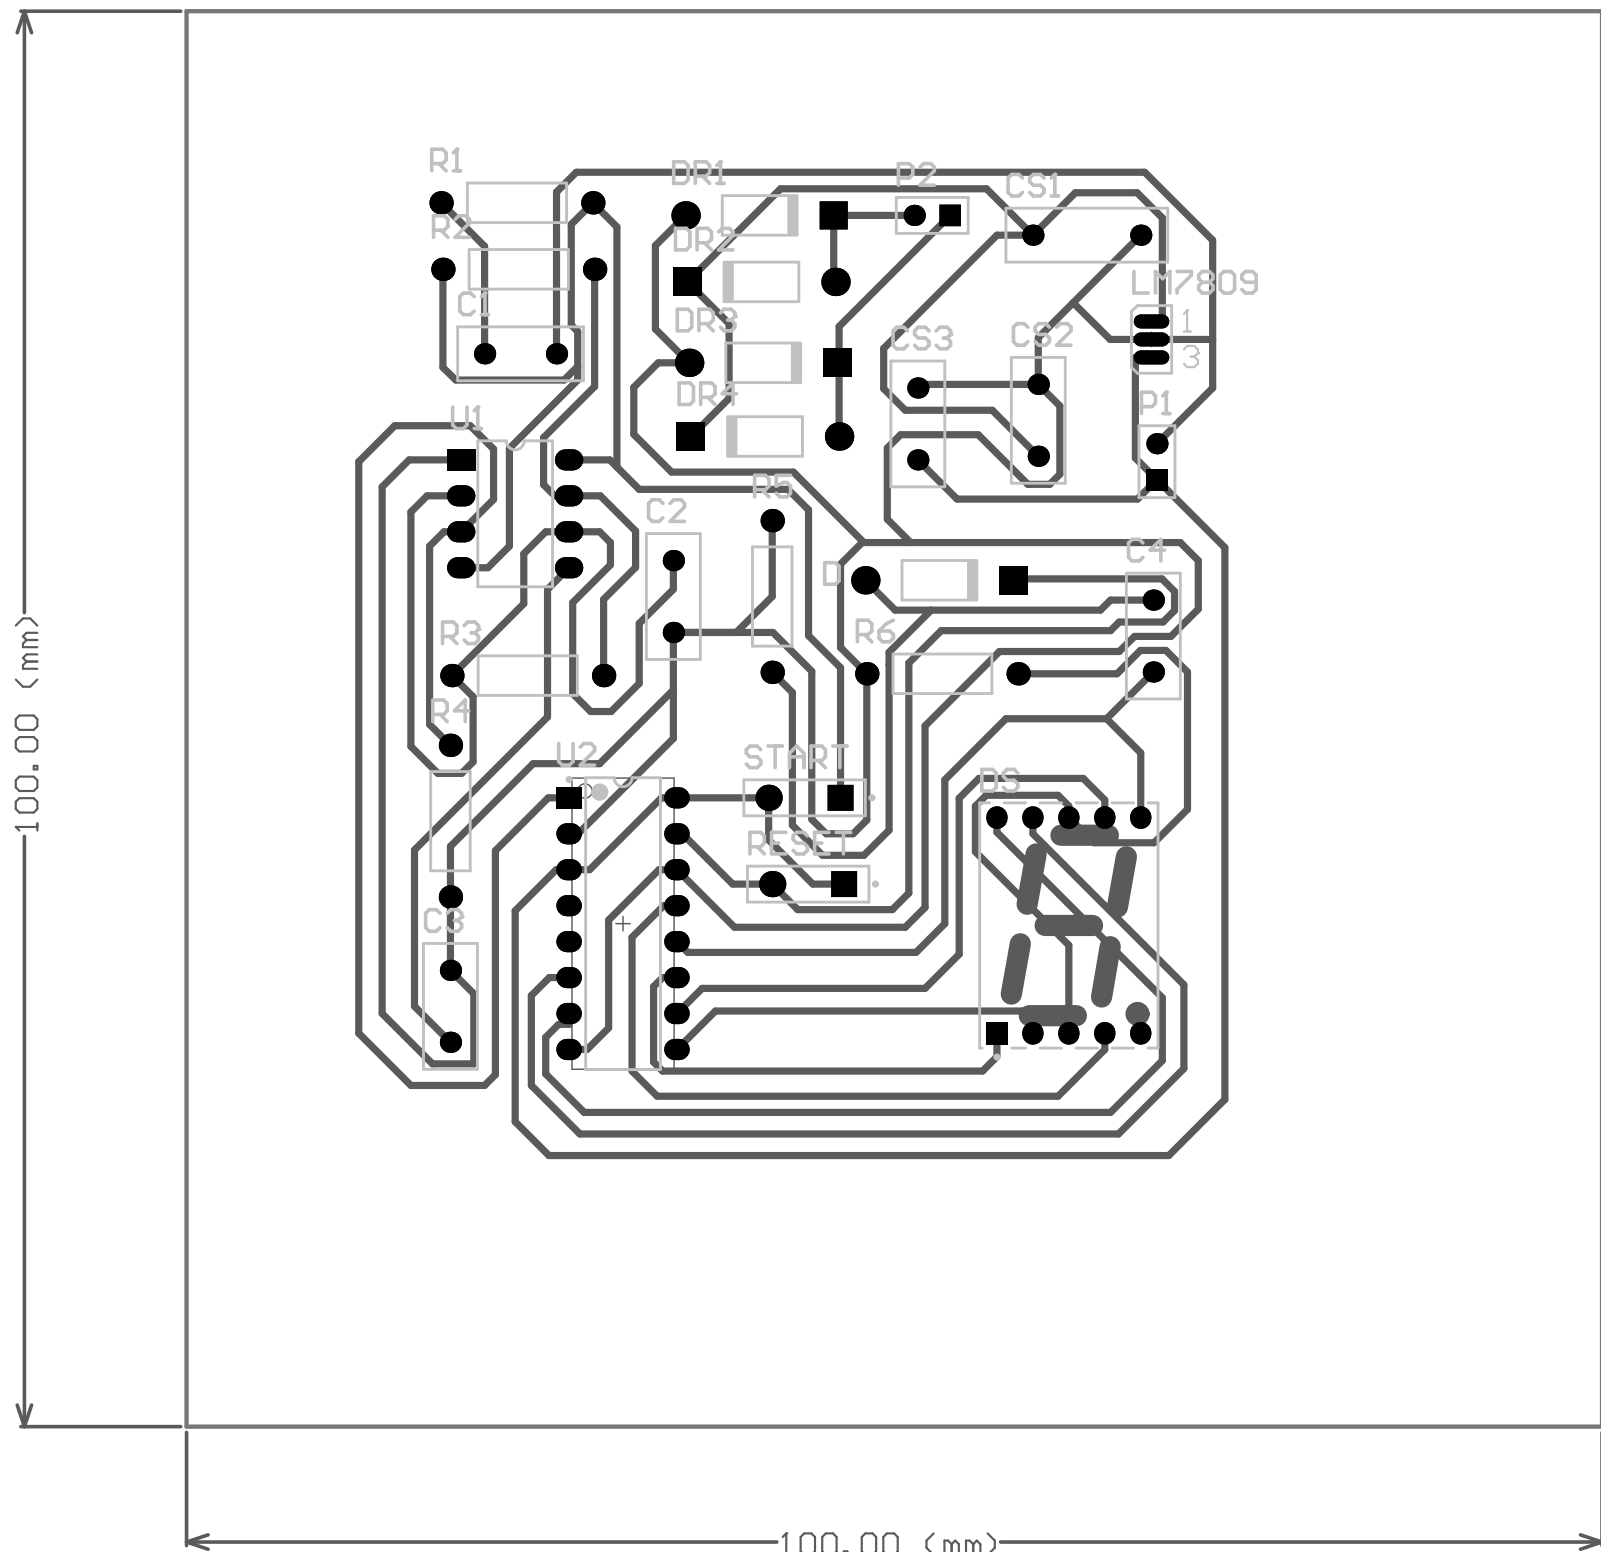 R1
DR1
P2
CS1
R2
DR2
LM7809
C1
DR3
CS3
CS2
1
3
DR4
P1
U1
R5
C2
C4
D
R3
R6
R4
U2
START
DS
RESET
C3
100.00 (mm)
100.00 (mm)